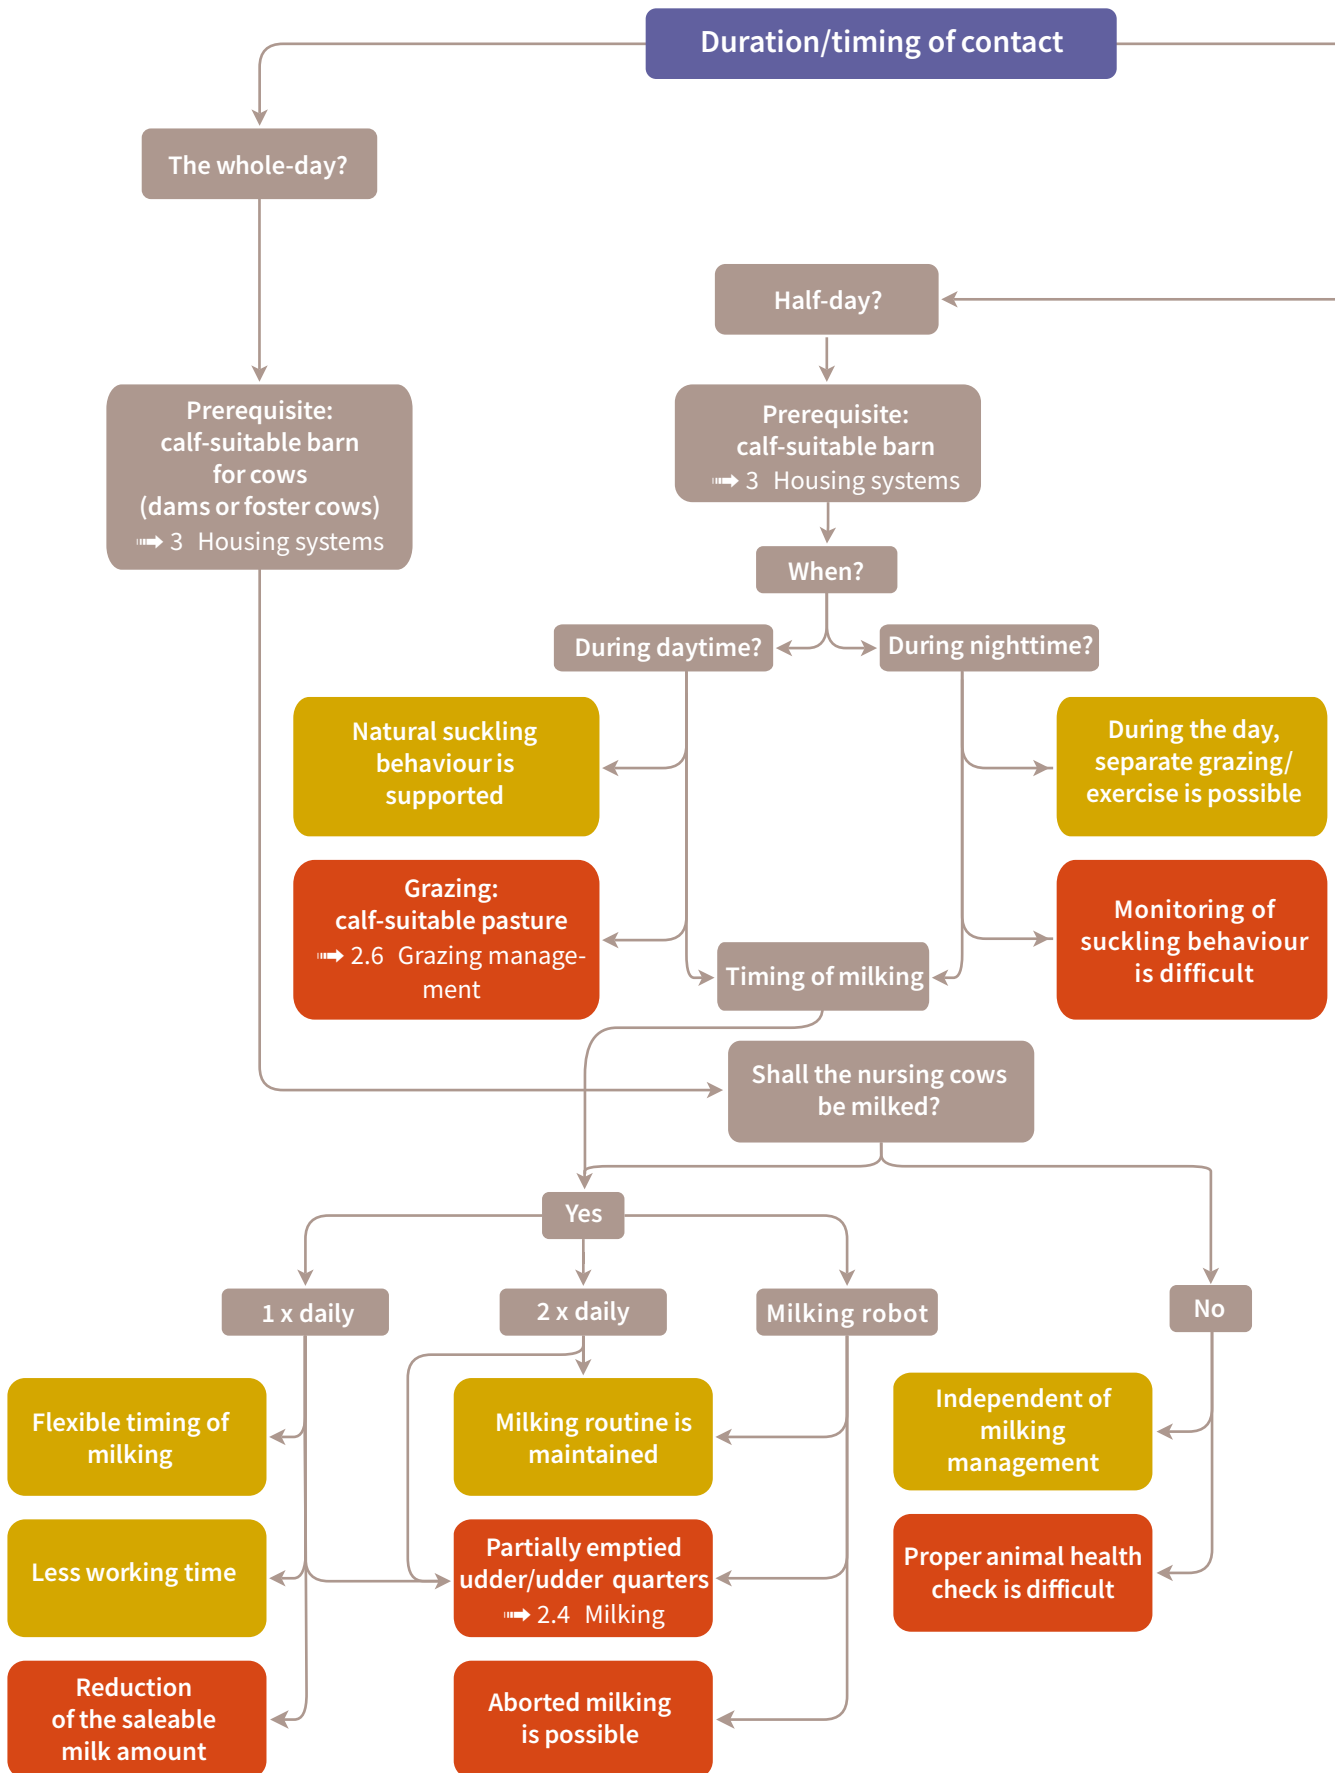 Duration/timing of contact
The whole-day?
Half-day?
Prerequisite:
calf-suitable barn
for cows
(dams or foster cows)
➟ 3 Housing systems
Prerequisite:
calf-suitable barn
➟ 3 Housing systems
When?
During daytime?
During nighttime?
Natural suckling
behaviour is
supported
During the day,
separate grazing/
exercise is possible
Grazing:
calf-suitable pasture
➟ 2.6 Grazing manage-
ment
Monitoring of
suckling behaviour
is difficult
Timing of milking
Shall the nursing cows
be milked?
Yes
1 x daily
2 x daily
Milking robot
No
Flexible timing of
milking
Milking routine is
maintained
Independent of
milking
management
Less working time
Partially emptied
udder/udder quarters
➟ 2.4 Milking
Proper animal health
check is difficult
Reduction
of the saleable
milk amount
Aborted milking
is possible